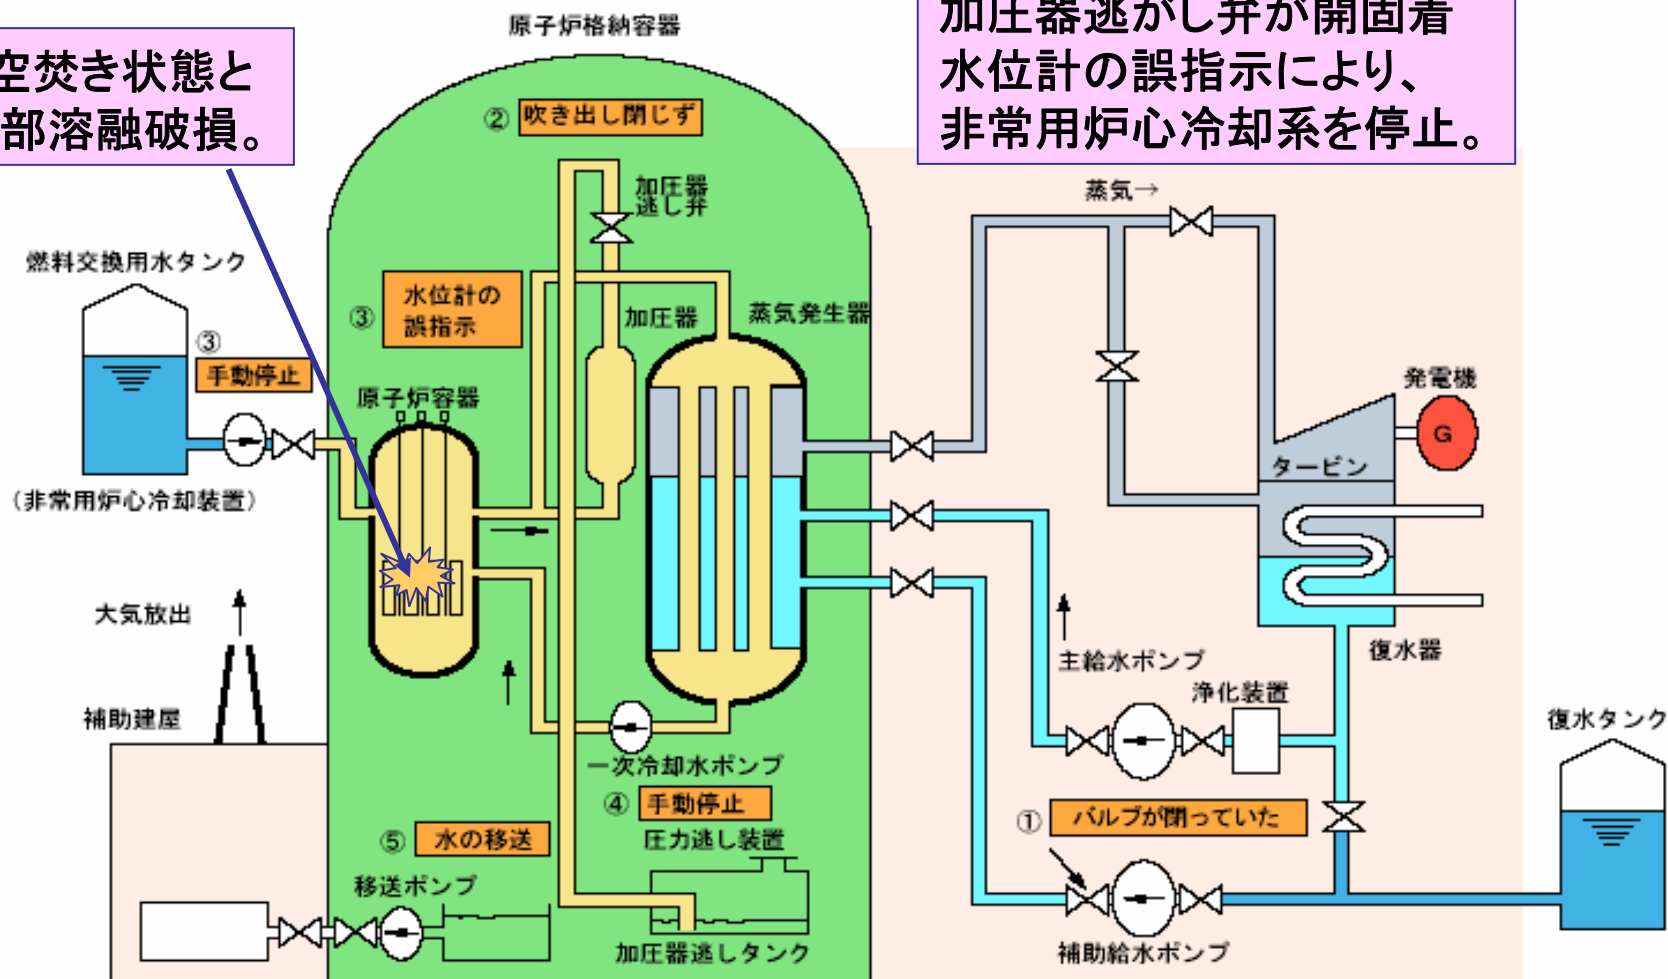 原子炉格納容器
加圧器逃がし弁が開固着
水位計の誤指示により、
非常用炉心冷却系を停止。
空焚き状態と
部溶融破損。
② 吹き出し閉じず
加圧器
逃し弁
蒸気→
燃料交換用水タンク
③ 水位計の
誤指示
加圧器
蒸気発生器
③
手動停止
原子炉容器
発電機
G
タービン
(非常用炉心冷却装置)
大気放出
復水器
主給水ポンプ
浄化装置
補助建屋
復水タンク
一次冷却水ポンプ
④ 手動停止
① バルブが閉っていた
⑤ 水の移送
圧力逃し装置
移送ポンプ
加圧器逃しタンク
補助給水ポンプ